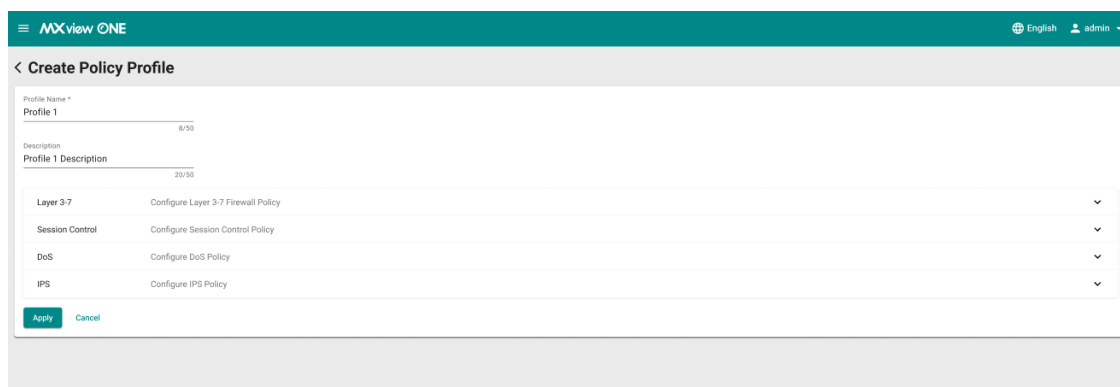 MXview ONE English admin
Create Policy Profile
Profile Name *
Profile 1
8/50
Description
Profile 1 Description
20/50
Layer 3-7 Configure Layer 3-7 Firewall Policy
Session Control Configure Session Control Policy
DoS Configure DoS Policy
IPS Configure IPS Policy
Apply Cancel